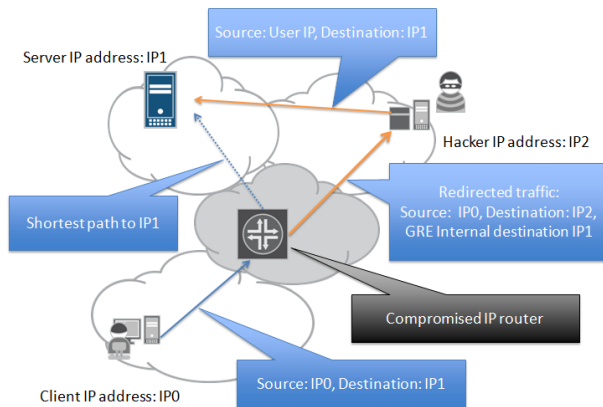 Source: User IP, Destination: IP1
Server IP address: IP1
Hacker IP address: IP2
Redirected traffic:
Source:  IP0, Destination: IP2,
GRE Internal destination IP1
Shortest path to IP1
Compromised IP router
Source: IP0, Destination: IP1
Client IP address: IP0